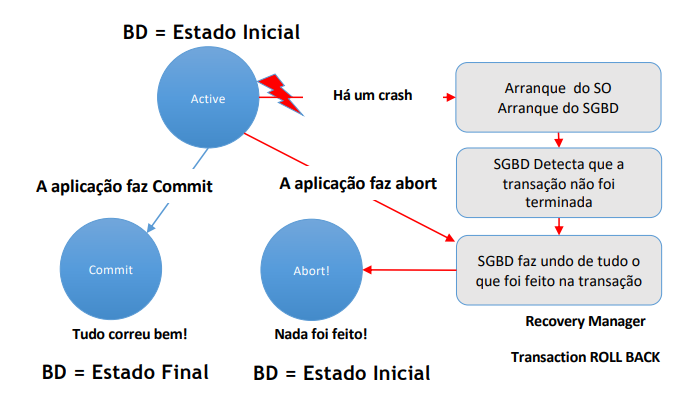 BD = Estado Inicial
Active
Há um crash
Arranque do SO
Arranque do SGBD
A aplicação faz Commit
A aplicação faz abort
SGBD Detecta que a
transação não foi
terminada
Commit
Abort!
SGBD faz undo de tudo o
que foi feito na transação
Tudo correu bem!
Nada foi feito!
Recovery Manager
Transaction ROLL BACK
BD = Estado Final
BD = Estado Inicial